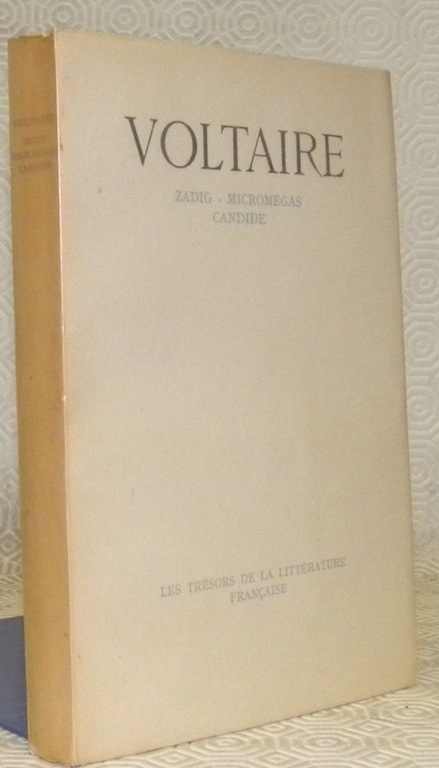 VOLTAIRE
ZADIG - MICROMÉGAS
CANDIDE
LES TRÉSORS DE LA LITTÉRATURE
FRANÇAISE